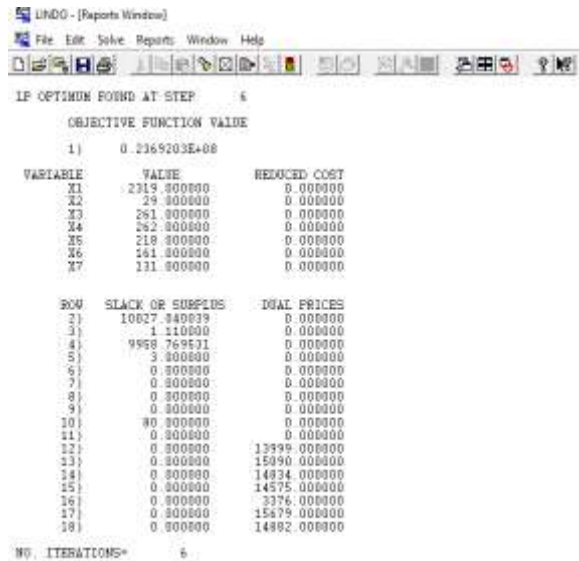 LINDO - [Reports Window]
File Edit Solve Reports Window Help
LP OPTIMUM FOUND AT STEP 6
OBJECTIVE FUNCTION VALUE
1) 0.2369203E+08
VARIABLE VALUE REDUCED COST
X1 2319.000000 0.000000
X2 29.000000 0.000000
X3 261.000000 0.000000
X4 262.000000 0.000000
X5 218.000000 0.000000
X6 161.000000 0.000000
X7 131.000000 0.000000
ROW SLACK OR SURPLUS DUAL PRICES
2) 10827.040039 0.000000
3) 1.110000 0.000000
4) 9958.769531 0.000000
5) 3.000000 0.000000
6) 0.000000 0.000000
7) 0.000000 0.000000
8) 0.000000 0.000000
9) 0.000000 0.000000
10) 80.000000 0.000000
11) 0.000000 0.000000
12) 0.000000 13999.000000
13) 0.000000 15090.000000
14) 0.000000 14834.000000
15) 0.000000 14575.000000
16) 0.000000 3376.000000
17) 0.000000 15679.000000
18) 0.000000 14882.000000
NO. ITERATIONS= 6